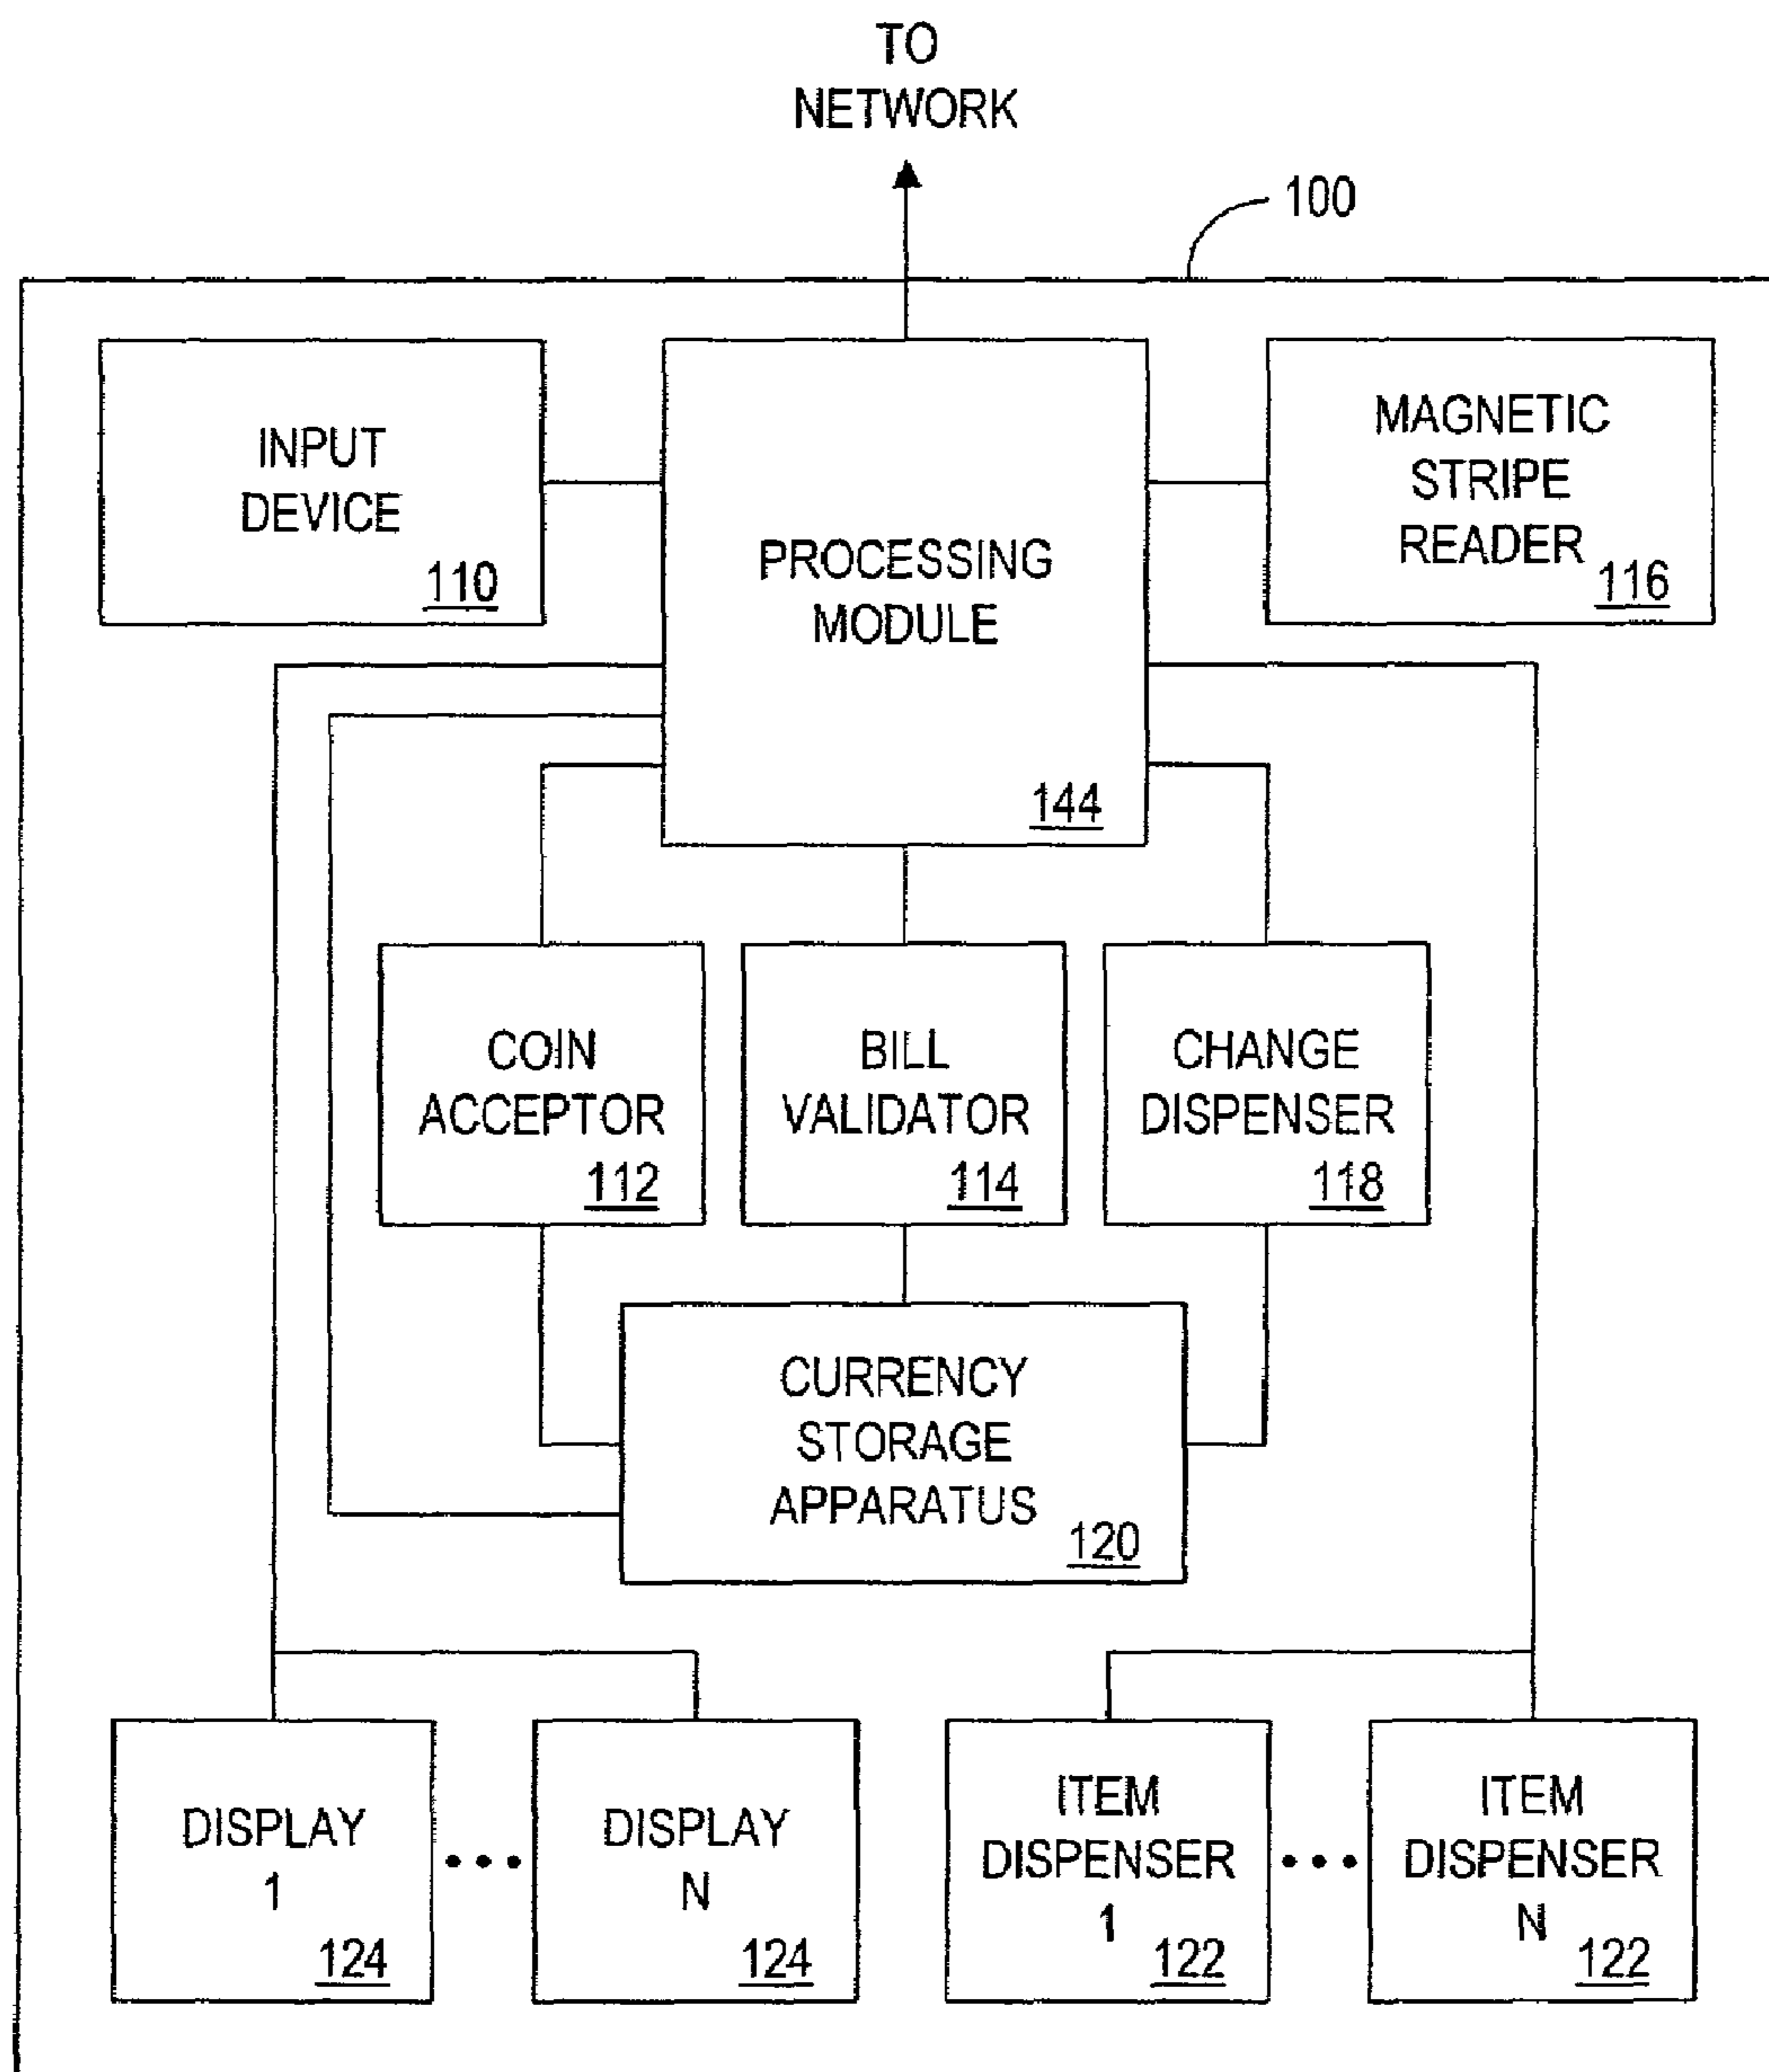 TO
NETWORK
100
INPUT
DEVICE
110
PROCESSING
MODULE
144
MAGNETIC
STRIPE
READER
116
COIN
ACCEPTOR
112
BILL
VALIDATOR
114
CHANGE
DISPENSER
118
CURRENCY
STORAGE
APPARATUS
120
DISPLAY
1
124
•••
DISPLAY
N
124
ITEM
DISPENSER
1
122
•••
ITEM
DISPENSER
N
122